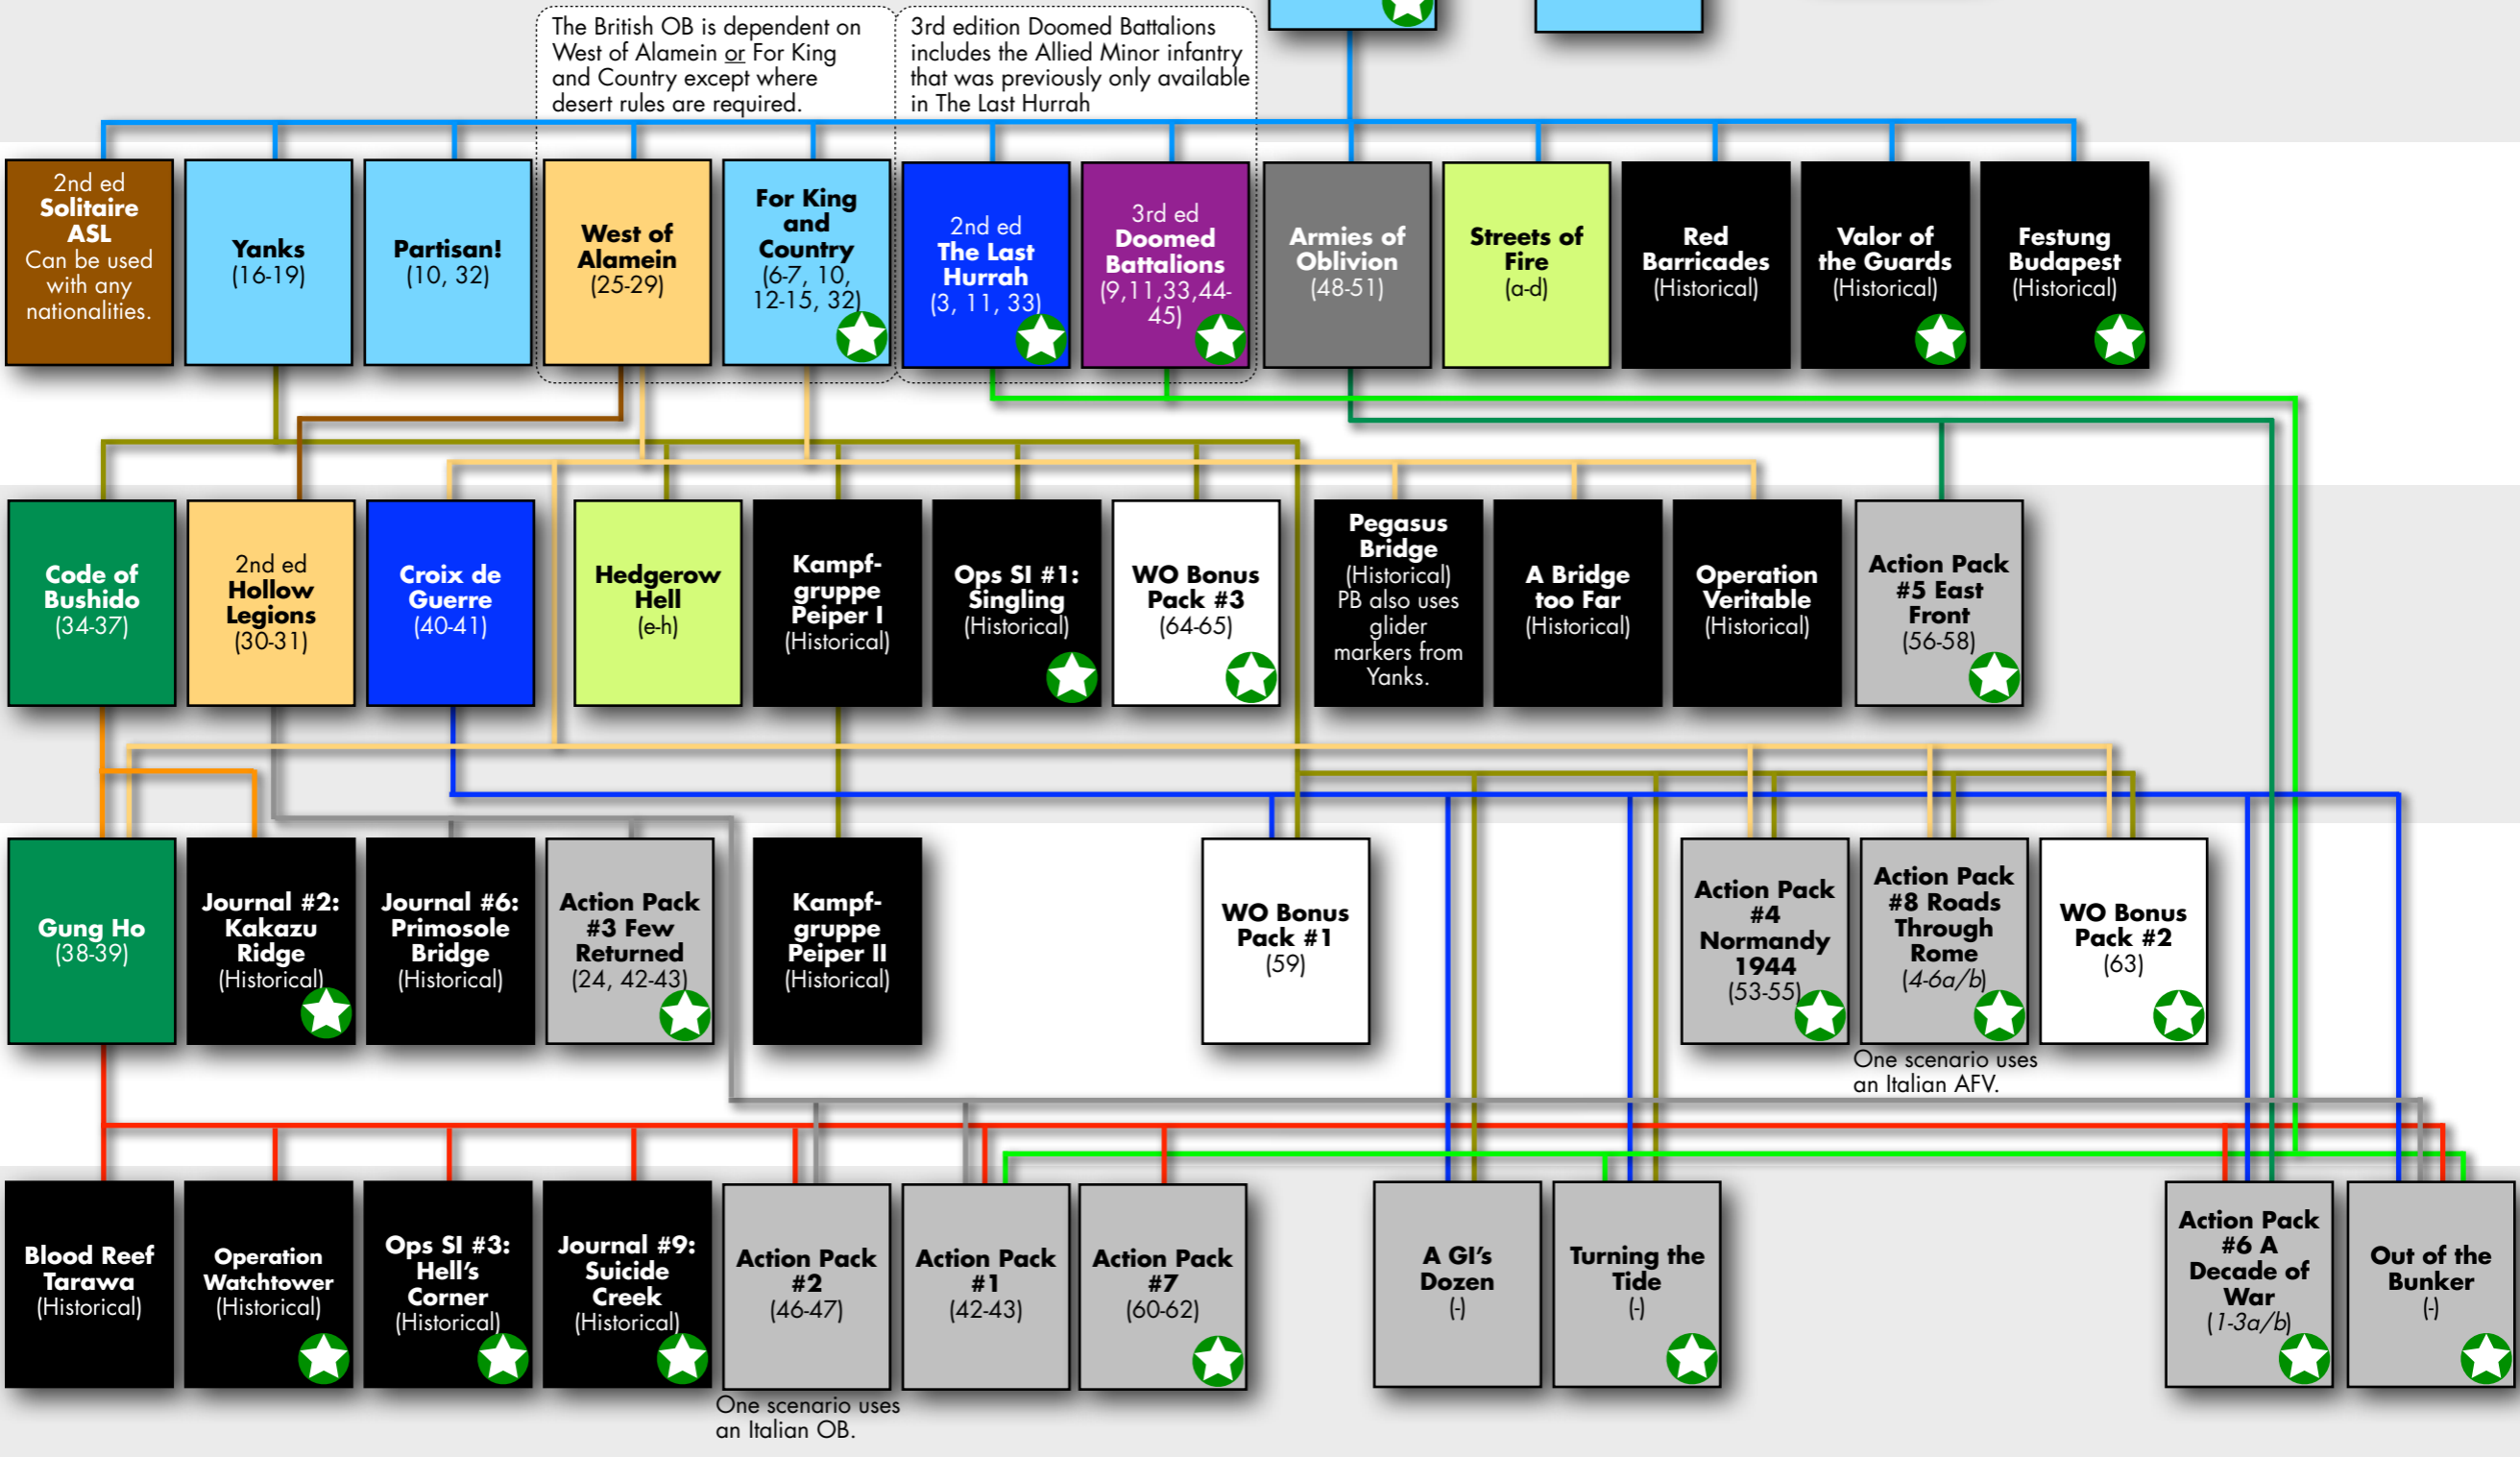 The British OB is dependent on
West of Alamein or For King
and Country except where
desert rules are required.
3rd edition Doomed Battalions
includes the Allied Minor infantry
that was previously only available
in The Last Hurrah
2nd ed
Solitaire
ASL
Can be used
with any
nationalities.
Yanks
(16-19)
Partisan!
(10, 32)
West of
Alamein
(25-29)
For King
and
Country
(6-7, 10,
12-15, 32)
2nd ed
The Last
Hurrah
(3, 11, 33)
3rd ed
Doomed
Battalions
(9,11,33,44-
45)
Armies of
Oblivion
(48-51)
Streets of
Fire
(a-d)
Red
Barricades
(Historical)
Valor of
the Guards
(Historical)
Festung
Budapest
(Historical)
Code of
Bushido
(34-37)
2nd ed
Hollow
Legions
(30-31)
Croix de
Guerre
(40-41)
Hedgerow
Hell
(e-h)
Kampf-
gruppe
Peiper I
(Historical)
Ops SI #1:
Singling
(Historical)
WO Bonus
Pack #3
(64-65)
Pegasus
Bridge
(Historical)
PB also uses
glider
markers from
Yanks.
A Bridge
too Far
(Historical)
Operation
Veritable
(Historical)
Action Pack
#5 East
Front
(56-58)
Gung Ho
(38-39)
Journal #2:
Kakazu
Ridge
(Historical)
Journal #6:
Primosole
Bridge
(Historical)
Action Pack
#3 Few
Returned
(24, 42-43)
Kampf-
gruppe
Peiper II
(Historical)
WO Bonus
Pack #1
(59)
Action Pack
#4
Normandy
1944
(53-55)
Action Pack
#8 Roads
Through
Rome
(4-6a/b)
WO Bonus
Pack #2
(63)
One scenario uses
an Italian AFV.
Blood Reef
Tarawa
(Historical)
Operation
Watchtower
(Historical)
Ops SI #3:
Hell's
Corner
(Historical)
Journal #9:
Suicide
Creek
(Historical)
Action Pack
#2
(46-47)
Action Pack
#1
(42-43)
Action Pack
#7
(60-62)
A GI's
Dozen
(-)
Turning the
Tide
(-)
Action Pack
#6 A
Decade of
War
(1-3a/b)
Out of the
Bunker
(-)
One scenario uses
an Italian OB.